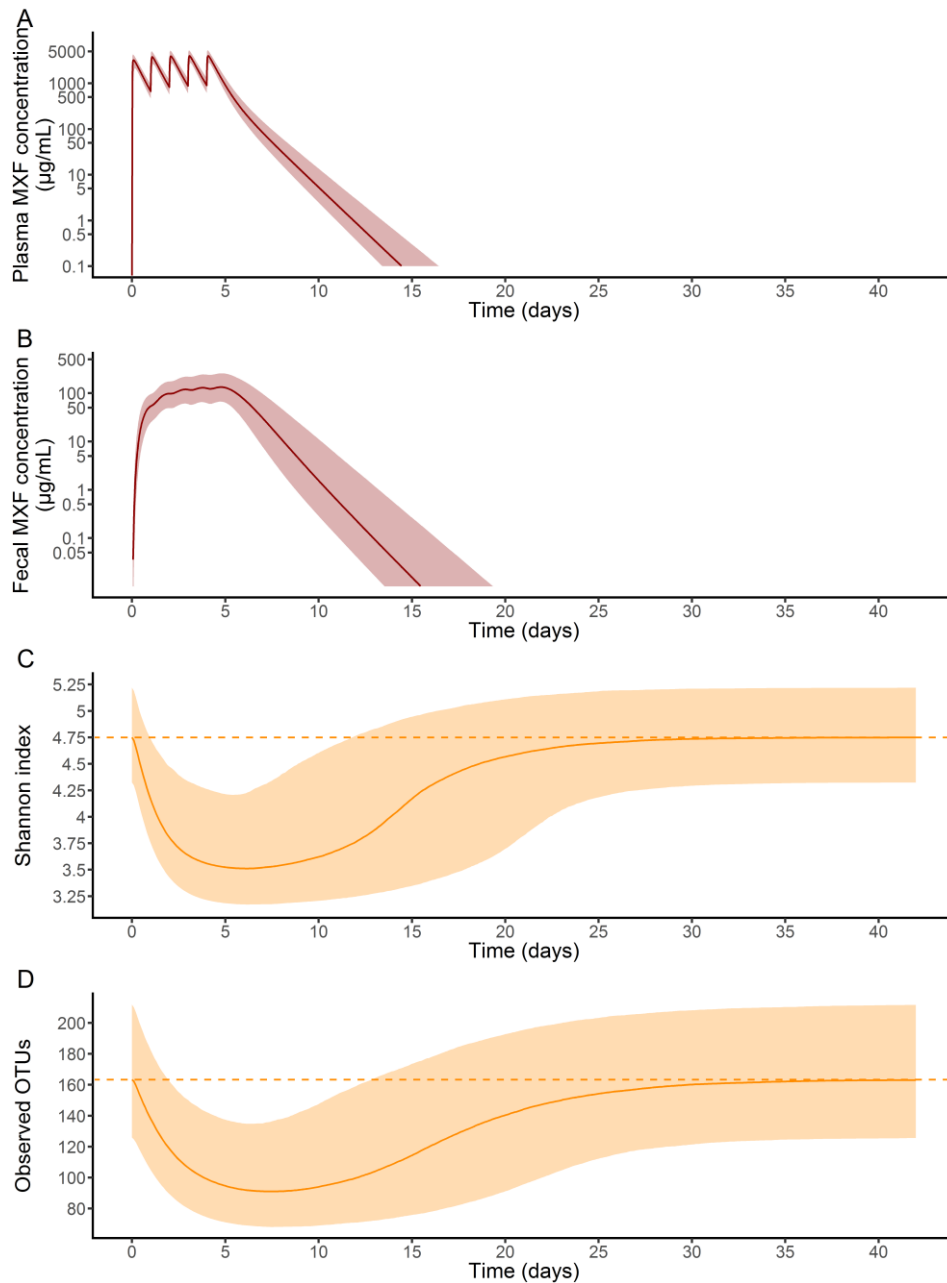 A
Plasma MXF concentration
(µg/mL)
5000
1000
500
100
50
10
5
1
0.5
0.1
0 5 10 15 20 25 30 35 40
Time (days)
B
Fecal MXF concentration
(µg/mL)
500
100
50
10
5
1
0.5
0.1
0.05
0 5 10 15 20 25 30 35 40
Time (days)
C
Shannon index
5.25
5
4.75
4.5
4.25
4
3.75
3.5
3.25
0 5 10 15 20 25 30 35 40
Time (days)
D
Observed OTUs
200
180
160
140
120
100
80
0 5 10 15 20 25 30 35 40
Time (days)